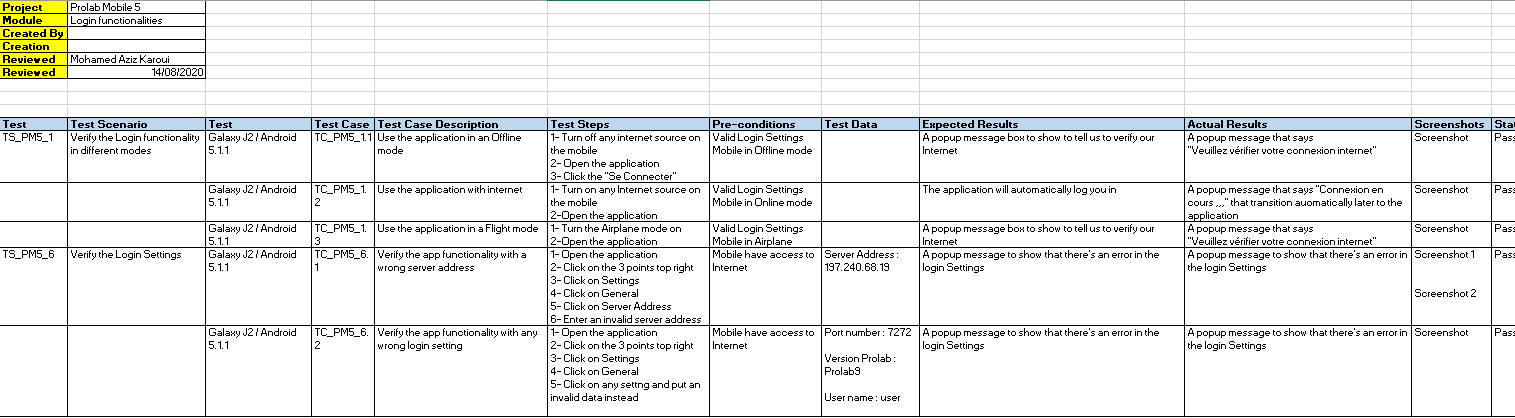 Project Prolab Mobile 5
Module Login functionalities
Created By
Creation
Reviewed Mohamed Aziz Karoui
Reviewed 14/08/2020
Test Test Scenario Test Test Case Test Case Description Test Steps Pre-conditions Test Data Expected Results Actual Results Screenshots
TS_PM5_1 Verify the Login functionality Galaxy J2 / Android TC_PM5_1.1 Use the application in an Offline 1- Turn off any internet source on Valid Login Settings A popup message box to show to tell us to verify our A popup message that says Screenshot Pass
in different modes 5.1.1 mode the mobile Mobile in Offline mode Internet "Veuillez vérifier votre connexion internet"
2- Open the application
3- Click the "Se Connecter"
Galaxy J2 / Android TC_PM5_1. Use the application with internet 1- Turn on any Internet source on Valid Login Settings The application will automatically log you in A popup message that says "Connexion en Screenshot Pass
5.1.1 2 the mobile Mobile in Online mode cours ,,," that transition auomatically later to the
2-Open the application application
Galaxy J2 / Android TC_PM5_1. Use the application in a Flight mode 1- Turn the Airplane mode on Valid Login Settings A popup message box to show to tell us to verify our A popup message that says Screenshot Pass
5.1.1 3 2-Open the application Mobile in Airplane Internet "Veuillez vérifier votre connexion internet"
TS_PM5_6 Verify the Login Settings Galaxy J2 / Android TC_PM5_6. Verify the app functionality with a 1- Open the application Mobile have access to Server Address : A popup message to show that there's an error in the A popup message to show that there's an error in Screenshot 1 Pass
5.1.1 1 wrong server address 2- Click on the 3 points top right Internet 197.240.68.19 login Settings the login Settings
3- Click on Settings
4- Click on General Screenshot 2
5- Click on Server Address
6- Enter an invalid server address
Galaxy J2 / Android TC_PM5_6. Verify the app functionality with any 1- Open the application Mobile have access to Port number : 7272 A popup message to show that there's an error in the A popup message to show that there's an error in Screenshot Pass
5.1.1 2 wrong login setting 2- Click on the 3 points top right Internet login Settings the login Settings
3- Click on Settings Version Prolab :
4- Click on General Prolab9
5- Click on any settng and put an
invalid data instead User name : user